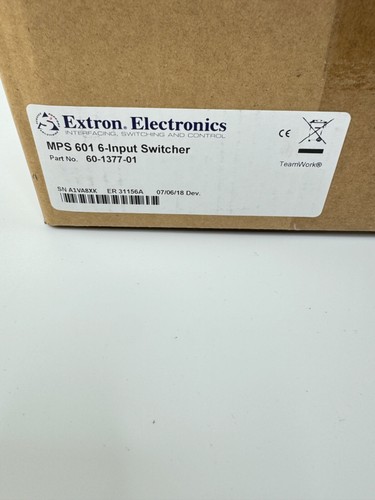 Extron. Electronics
INTERFACING, SWITCHING AND CONTROL
MPS 601 6-Input Switcher
Part No. 60-1377-01
CE
TeamWork®
SN A1VA8XK ER 31156A 07/06/18 Dev.